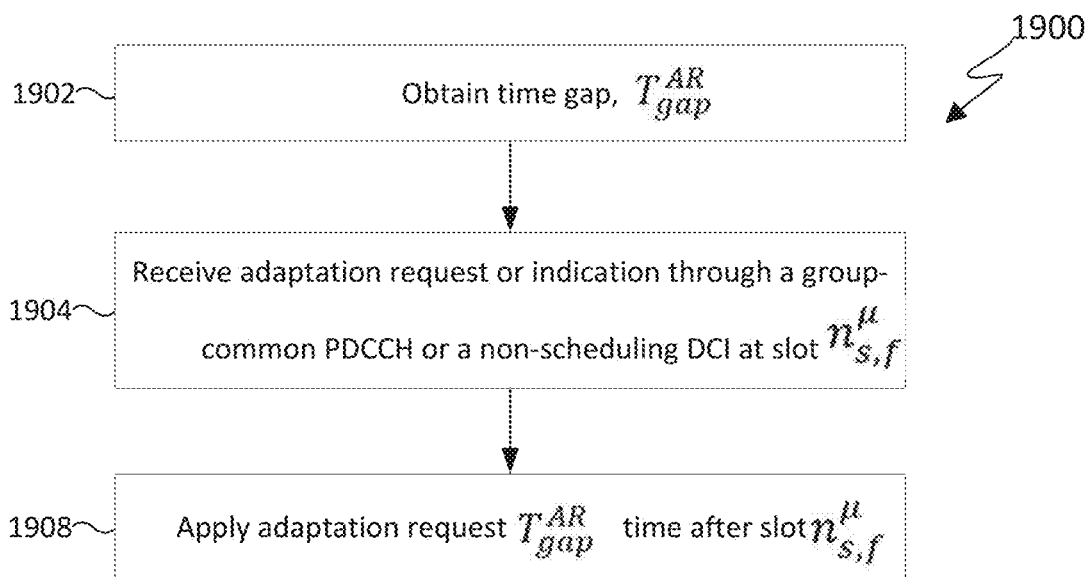 1900
1902
Obtain time gap, $T_{gap}^{AR}$
Receive adaptation request or indication through a group-
1904
common PDCCH or a non-scheduling DCI at slot $n_{s,f}^{\mu}$
1908
Apply adaptation request $T_{gap}^{AR}$ time after slot $n_{s,f}^{\mu}$